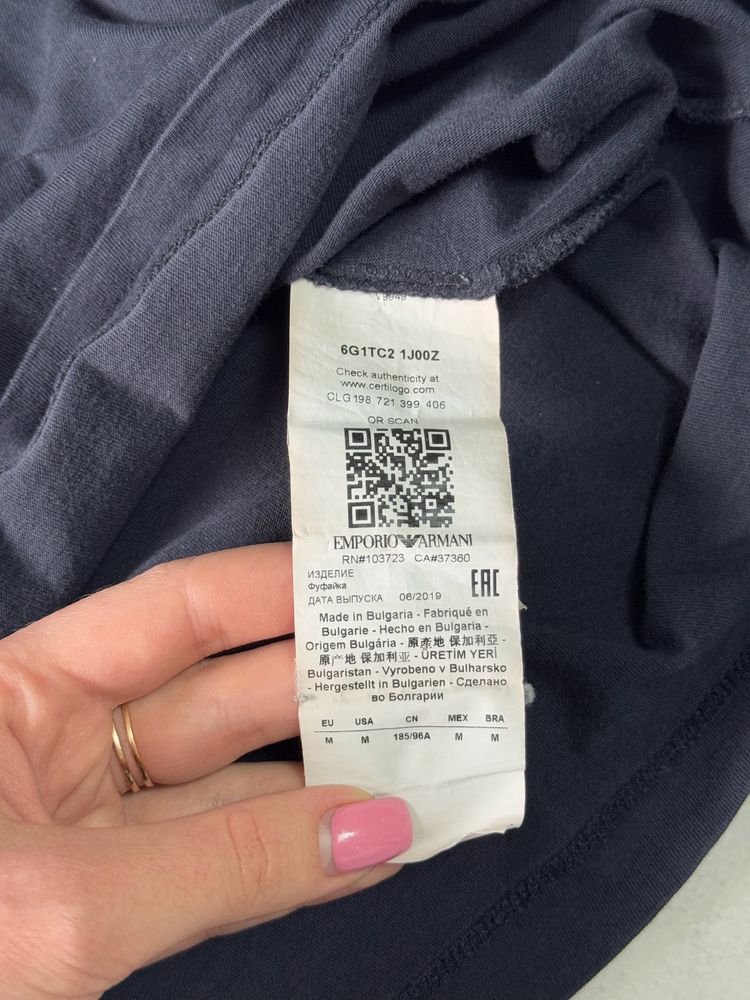 V9949
6G1TC2 1J00Z
Check authenticity at
www.certilogo.com
CLG 198 721 399 406
OR SCAN
EMPORIO ARMANI
RN#103723 CA#37360
ИЗДЕЛИЕ
Фуфайка
ДАТА ВЫПУСКА 06/2019
EAC
Made in Bulgaria - Fabriqué en
Bulgarie - Hecho en Bulgaria -
Origem Bulgária - 原產地 保加利亞 -
原产地 保加利亚 - ÜRETİM YERİ
Bulgaristan - Vyrobeno v Bulharsko
- Hergestellt in Bulgarien - Сделано
во Болгарии
EU USA CN MEX BRA
M M 185/96A M M